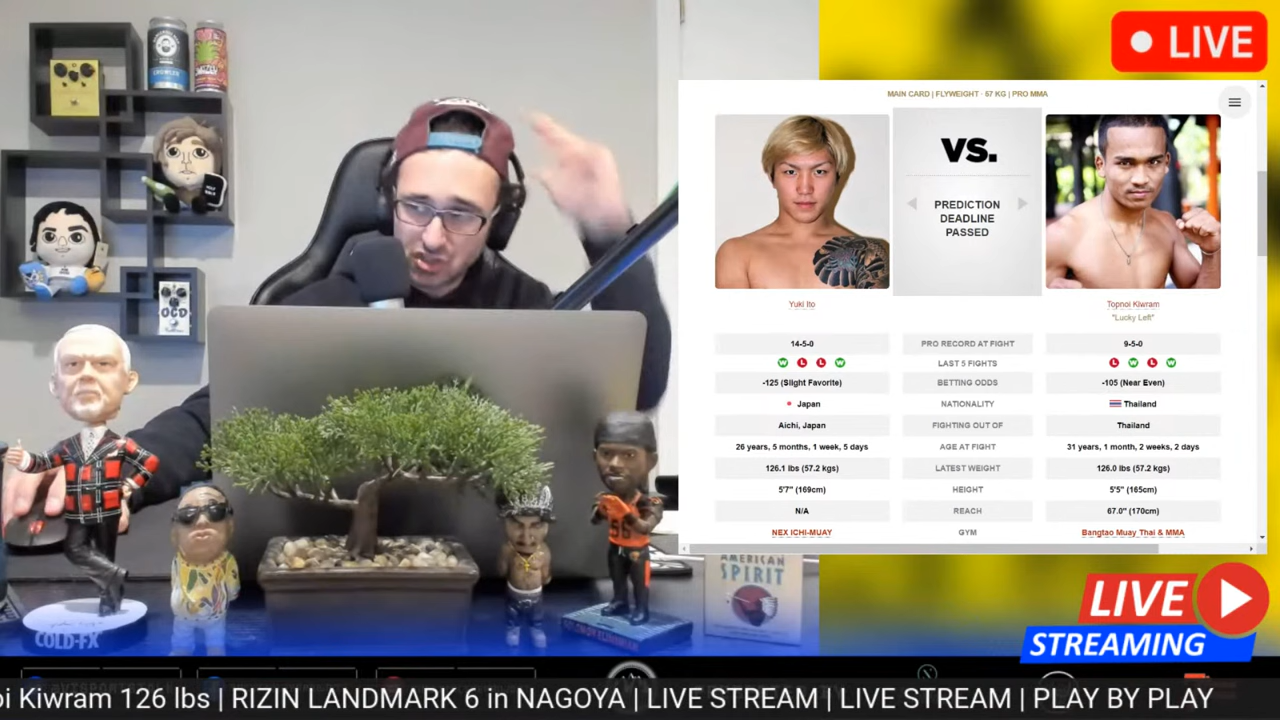 LIVE
MAIN CARD | FLYWEIGHT · 57 KG | PRO MMA
VS.
PREDICTION
DEADLINE
PASSED
Yuki Ito
Topnoi Kiwram
"Lucky Left"
14-5-0 PRO RECORD AT FIGHT 9-5-0
W L L W LAST 5 FIGHTS L W L W
-125 (Slight Favorite) BETTING ODDS -105 (Near Even)
Japan NATIONALITY Thailand
Aichi, Japan FIGHTING OUT OF Thailand
26 years, 5 months, 1 week, 5 days AGE AT FIGHT 31 years, 1 month, 2 weeks, 2 days
126.1 lbs (57.2 kgs) LATEST WEIGHT 126.0 lbs (57.2 kgs)
5'7" (169cm) HEIGHT 5'5" (165cm)
N/A REACH 67.0" (170cm)
NEX ICHI-MUAY GYM Bangtao Muay Thai & MMA
OCD
COLD-FX
AMERICAN
SPIRIT
LIVE
STREAMING
oi Kiwram 126 lbs | RIZIN LANDMARK 6 in NAGOYA | LIVE STREAM | LIVE STREAM | PLAY BY PLAY